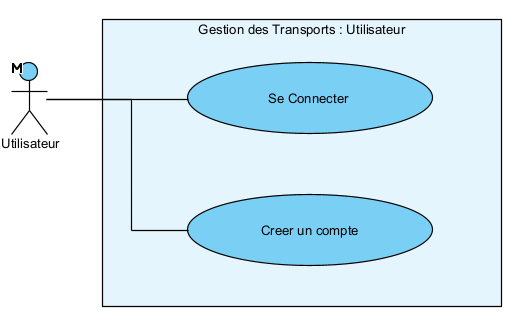 Gestion des Transports : Utilisateur
M
Se Connecter
Utilisateur
Creer un compte